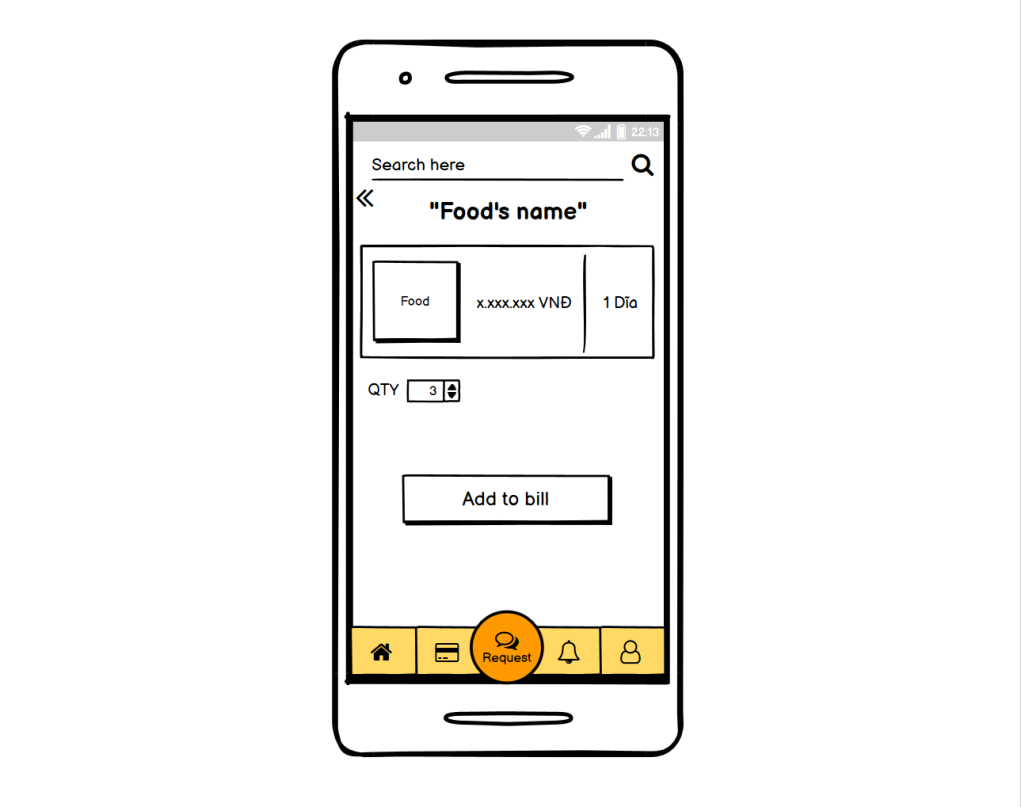 22:13
Search here
"Food's name"
Food
x.xxx.xxx VNĐ
1 Dĩa
QTY 3
Add to bill
Request